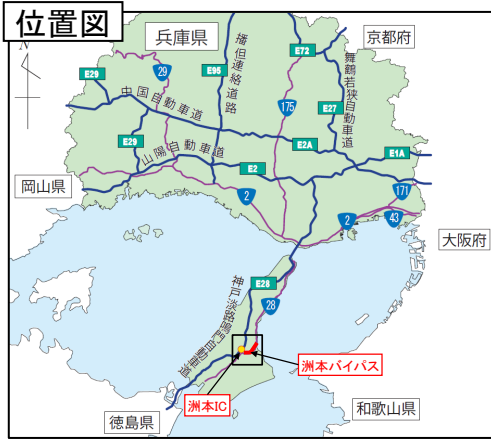 位置図
N
兵庫県
京都府
播但連絡道路
舞鶴若狭自動車道
E72
E29
29
E95
中国自動車道
175
E27
E29
山陽自動車道
E2
E2A
E1A
岡山県
2
171
2
43
大阪府
神戸淡路鳴門自動車道
E28
28
洲本バイパス
洲本IC
徳島県
和歌山県